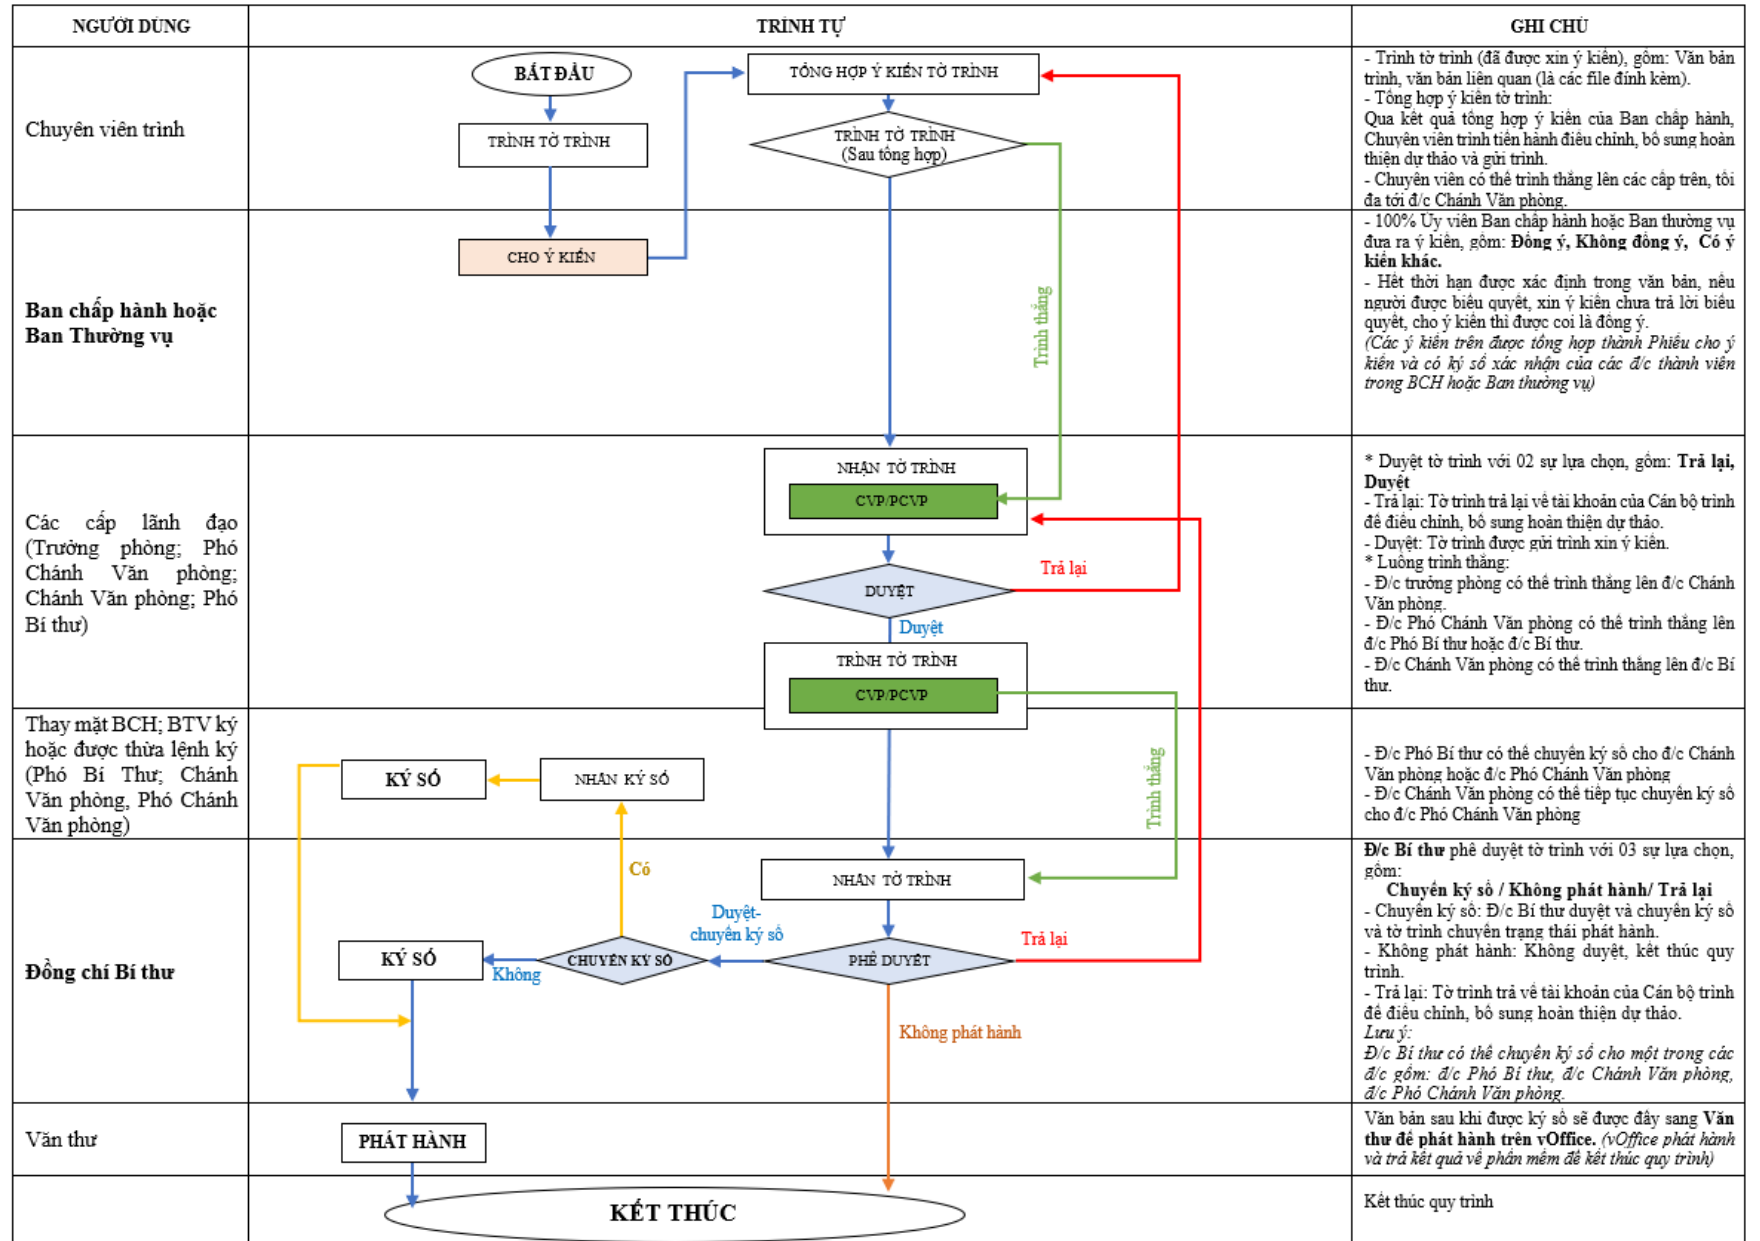 NGƯỜI DÙNG
TRÌNH TỰ
GHI CHÚ
Chuyên viên trình
BẮT ĐẦU
TRÌNH TỜ TRÌNH
TỔNG HỢP Ý KIẾN TỜ TRÌNH
TRÌNH TỜ TRÌNH
(Sau tổng hợp)
- Trình tờ trình (đã được xin ý kiến), gồm: Văn bản
trình, văn bản liên quan (là các file đính kèm).
- Tổng hợp ý kiến tờ trình:
Qua kết quả tổng hợp ý kiến của Ban chấp hành,
Chuyên viên trình tiến hành điều chỉnh, bổ sung hoàn
thiện dự thảo và gửi trình.
- Chuyên viên có thể trình thẳng lên các cấp trên, tối
đa tới đ/c Chánh Văn phòng.
Ban chấp hành hoặc
Ban Thường vụ
CHO Ý KIẾN
Trình thẳng
- 100% Ủy viên Ban chấp hành hoặc Ban thường vụ
đưa ra ý kiến, gồm: Đồng ý, Không đồng ý, Có ý
kiến khác.
- Hết thời hạn được xác định trong văn bản, nếu
người được biểu quyết, xin ý kiến chưa trả lời biểu
quyết, cho ý kiến thì được coi là đồng ý.
(Các ý kiến trên được tổng hợp thành Phiếu cho ý
kiến và có ký số xác nhận của các đ/c thành viên
trong BCH hoặc Ban thường vụ)
Các cấp lãnh đạo
(Trưởng phòng; Phó
Chánh Văn phòng;
Chánh Văn phòng; Phó
Bí thư)
NHẬN TỜ TRÌNH
CVP/PCVP
DUYỆT
Trả lại
Duyệt
TRÌNH TỜ TRÌNH
CVP/PCVP
* Duyệt tờ trình với 02 sự lựa chọn, gồm: Trả lại,
Duyệt
- Trả lại: Tờ trình trả lại về tài khoản của Cán bộ trình
để điều chỉnh, bổ sung hoàn thiện dự thảo.
- Duyệt: Tờ trình được gửi trình xin ý kiến.
* Luồng trình thẳng:
- Đ/c trưởng phòng có thể trình thẳng lên đ/c Chánh
Văn phòng.
- Đ/c Phó Chánh Văn phòng có thể trình thẳng lên
đ/c Phó Bí thư hoặc đ/c Bí thư.
- Đ/c Chánh Văn phòng có thể trình thẳng lên đ/c Bí
thư.
Thay mặt BCH; BTV ký
hoặc được thừa lệnh ký
(Phó Bí Thư; Chánh
Văn phòng, Phó Chánh
Văn phòng)
KÝ SỐ
NHẬN KÝ SỐ
Trình thẳng
- Đ/c Phó Bí thư có thể chuyển ký số cho đ/c Chánh
Văn phòng hoặc đ/c Phó Chánh Văn phòng
- Đ/c Chánh Văn phòng có thể tiếp tục chuyển ký số
cho đ/c Phó Chánh Văn phòng
Đồng chí Bí thư
Có
NHẬN TỜ TRÌNH
Duyệt-
chuyển ký số
Trả lại
KÝ SỐ
Không
CHUYỂN KÝ SỐ
PHÊ DUYỆT
Không phát hành
Đ/c Bí thư phê duyệt tờ trình với 03 sự lựa chọn,
gồm:
Chuyển ký số / Không phát hành/ Trả lại
- Chuyển ký số: Đ/c Bí thư duyệt và chuyển ký số
và tờ trình chuyển trạng thái phát hành.
- Không phát hành: Không duyệt, kết thúc quy
trình.
- Trả lại: Tờ trình trả về tài khoản của Cán bộ trình
để điều chỉnh, bổ sung hoàn thiện dự thảo.
Lưu ý:
Đ/c Bí thư có thể chuyển ký số cho một trong các
đ/c gồm: đ/c Phó Bí thư, đ/c Chánh Văn phòng,
đ/c Phó Chánh Văn phòng.
Văn thư
PHÁT HÀNH
Văn bản sau khi được ký số sẽ được đẩy sang Văn
thư để phát hành trên vOffice. (vOffice phát hành
và trả kết quả về phần mềm để kết thúc quy trình)
KẾT THÚC
Kết thúc quy trình